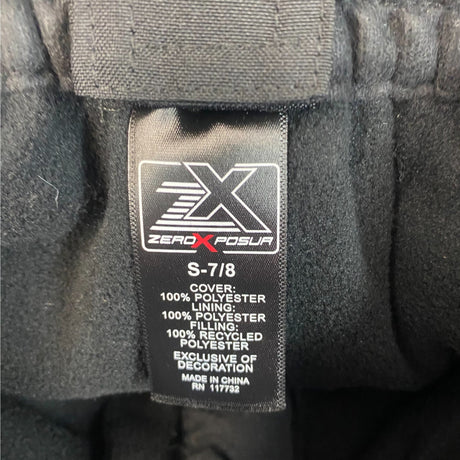 ZX
ZEROXPOSUR
S-7/8
COVER:
100% POLYESTER
LINING:
100% POLYESTER
FILLING:
100% RECYCLED
POLYESTER
EXCLUSIVE OF
DECORATION
MADE IN CHINA
RN 117732